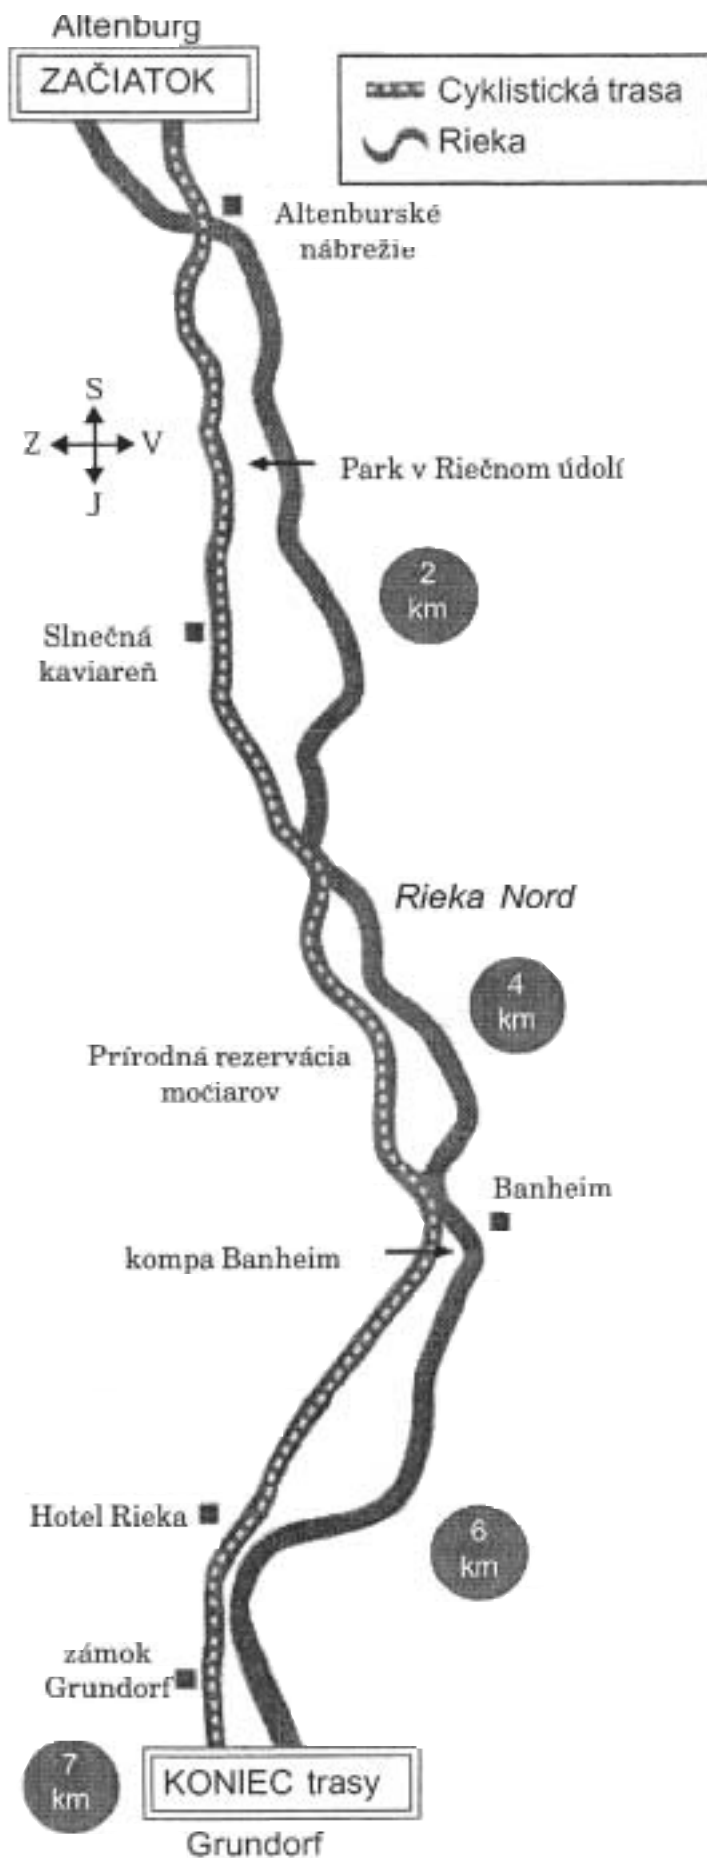 Altenburg
ZAČIATOK
Cyklistická trasa
Rieka
Altenburské
nábrežie
S
Z V
J
Park v Riečnom údolí
2
km
Slnečná
kaviareň
Rieka Nord
4
km
Prírodná rezervácia
močiarov
Banheim
kompa Banheim
Hotel Rieka
6
km
zámok
Grundorf
7
km
KONIEC trasy
Grundorf